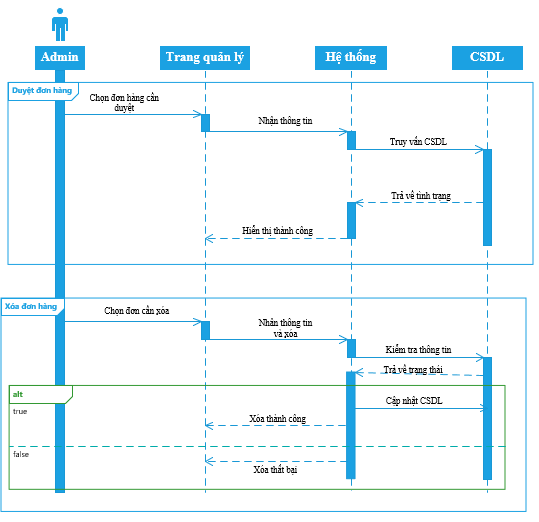 Admin
Trang quản lý
Hệ thống
CSDL
Duyệt đơn hàng
Chọn đơn hàng cần
duyệt
Nhận thông tin
Truy vấn CSDL
Trả về tình trạng
Hiển thị thành công
Xóa đơn hàng
Chọn đơn cần xóa
Nhân thông tin
và xóa
Kiểm tra thông tin
Trả về trạng thái
alt
true
Cập nhật CSDL
Xóa thành công
false
Xóa thất bại